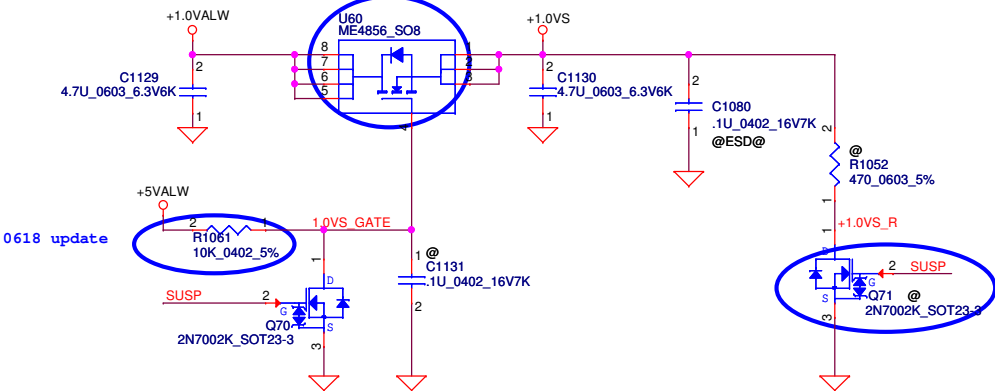 +1.0VALW
U60
ME4856_SO8
+1.0VS
8
7
6
5
1
2
3
4
2
C1129
4.7U_0603_6.3V6K
1
2
C1130
4.7U_0603_6.3V6K
1
2
C1080
.1U_0402_16V7K
1
@ESD@
2
@
R1052
470_0603_5%
1
+5VALW
2
1
R1061
10K_0402_5%
0618 update
1.0VS_GATE
+1.0VS_R
1
@
C1131
.1U_0402_16V7K
2
1
D
SUSP
2
G
S
Q70
2N7002K_SOT23-3
3
1
D
2
SUSP
G
S
Q71
@
2N7002K_SOT23-3
3